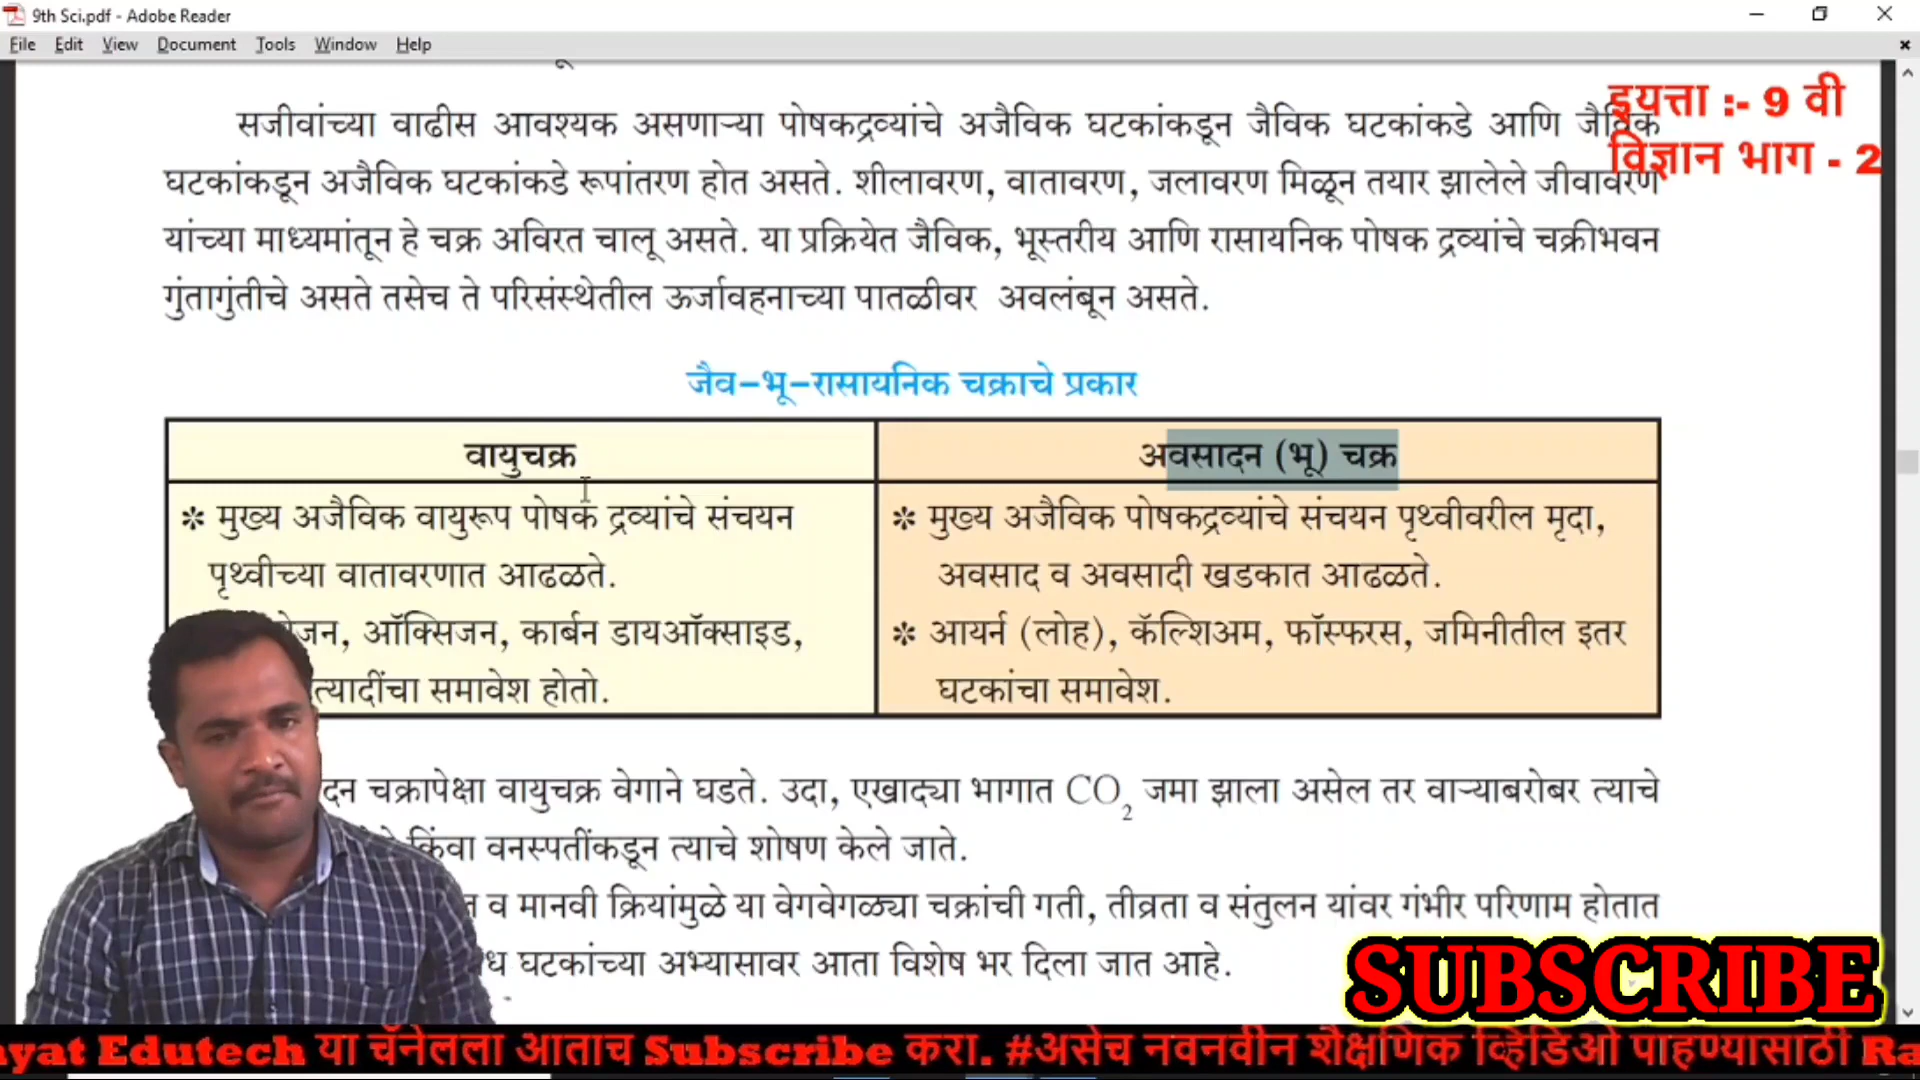 9th Sci.pdf - Adobe Reader
File Edit View Document Tools Window Help
इयत्ता :- 9 वी
विज्ञान भाग - 2
सजीवांच्या वाढीस आवश्यक असणाऱ्या पोषकद्रव्यांचे अजैविक घटकांकडून जैविक घटकांकडे आणि जैविक
घटकांकडून अजैविक घटकांकडे रूपांतरण होत असते. शीलावरण, वातावरण, जलावरण मिळून तयार झालेले जीवावरण
यांच्या माध्यमांतून हे चक्र अविरत चालू असते. या प्रक्रियेत जैविक, भूस्तरीय आणि रासायनिक पोषक द्रव्यांचे चक्रीभवन
गुंतागुंतीचे असते तसेच ते परिसंस्थेतील ऊर्जावहनाच्या पातळीवर अवलंबून असते.
जैव-भू-रासायनिक चक्राचे प्रकार
वायुचक्र
* मुख्य अजैविक वायुरूप पोषक द्रव्यांचे संचयन
पृथ्वीच्या वातावरणात आढळते.
ऑक्सिजन, कार्बन डायऑक्साइड,
समावेश होतो.
अवसादन (भू) चक्र
* मुख्य अजैविक पोषकद्रव्यांचे संचयन पृथ्वीवरील मृदा,
अवसाद व अवसादी खडकात आढळते.
* आयर्न (लोह), कॅल्शिअम, फॉस्फरस, जमिनीतील इतर
घटकांचा समावेश.
चक्रापेक्षा वायुचक्र वेगाने घडते. उदा, एखाद्या भागात CO₂ जमा झाला असेल तर वाऱ्याबरोबर त्याचे
किंवा वनस्पतींकडून त्याचे शोषण केले जाते.
व मानवी क्रियांमुळे या वेगवेगळ्या चक्रांची गती, तीव्रता व संतुलन यांवर गंभीर परिणाम होतात
घटकांच्या अभ्यासावर आता विशेष भर दिला जात आहे.
SUBSCRIBE
ayat Edutech या चॅनेलला आताच Subscribe करा. #असेच नवनवीन शैक्षणिक व्हिडिओ पाहण्यासाठी Ra